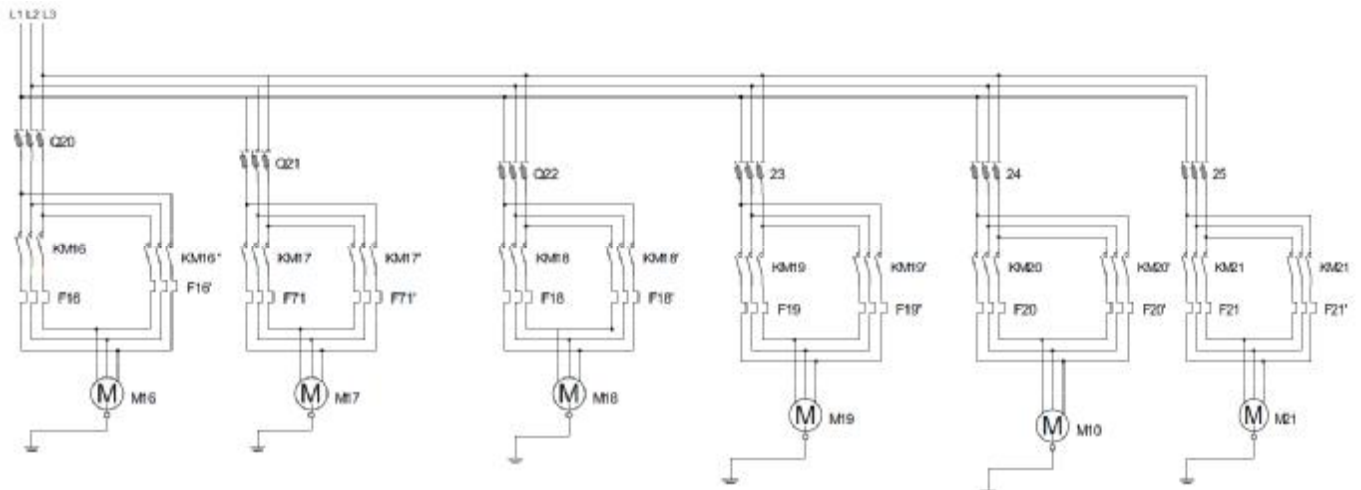 L1 L2 L3
Q20
Q21
Q22
23
24
25
KM16
KM16'
KM17
KM17'
KM18
KM18'
KM19
KM19'
KM20
KM20'
KM21
KM21
F16
F16'
F71
F71'
F18
F18'
F19
F19'
F20
F20'
F21
F21'
M
M16
M
M17
M
M18
M
M19
M
M10
M
M21